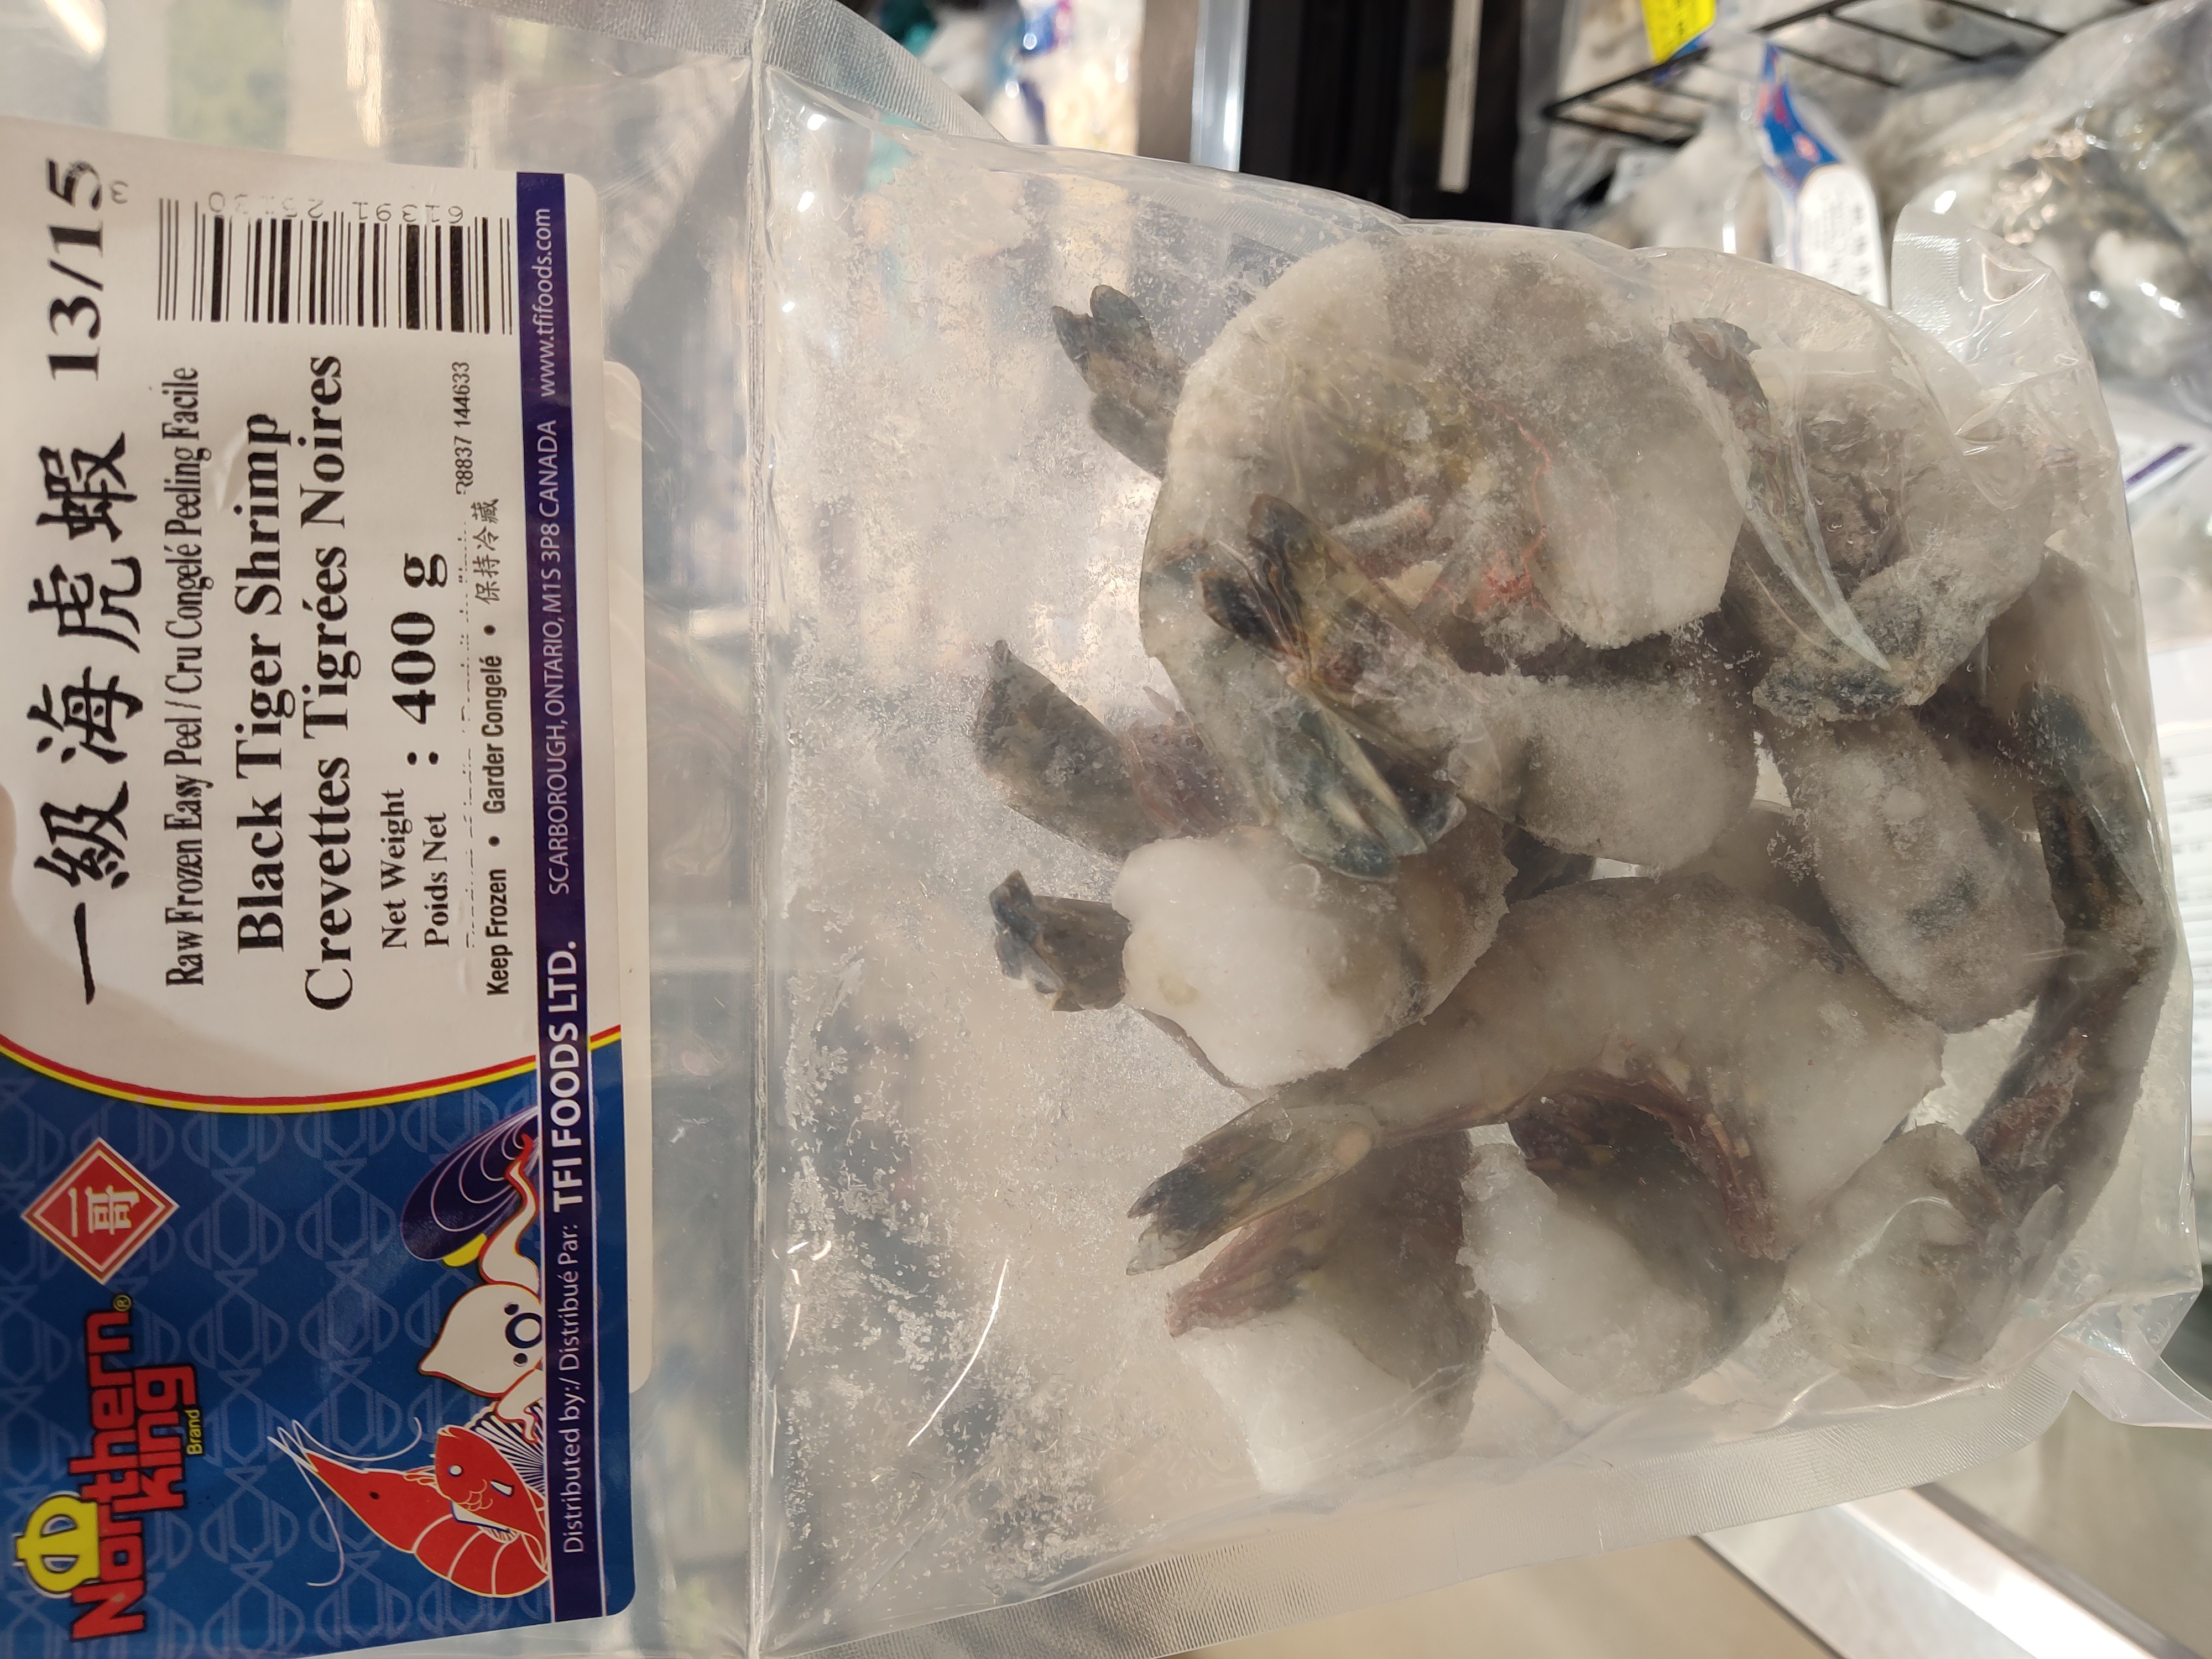 Northern
King
Brand
一哥
一級海虎蝦 13/15
Raw Frozen Easy Peel / Cru Congelé Peeling Facile
Black Tiger Shrimp
Crevettes Tigrées Noires
Net Weight
Poids Net : 400 g
Keep Frozen • Garder Congelé • 保持冷藏
Distributed by:/ Distribué Par: TFI FOODS LTD. SCARBOROUGH, ONTARIO, M1S 3P8 CANADA www.tfifoods.com